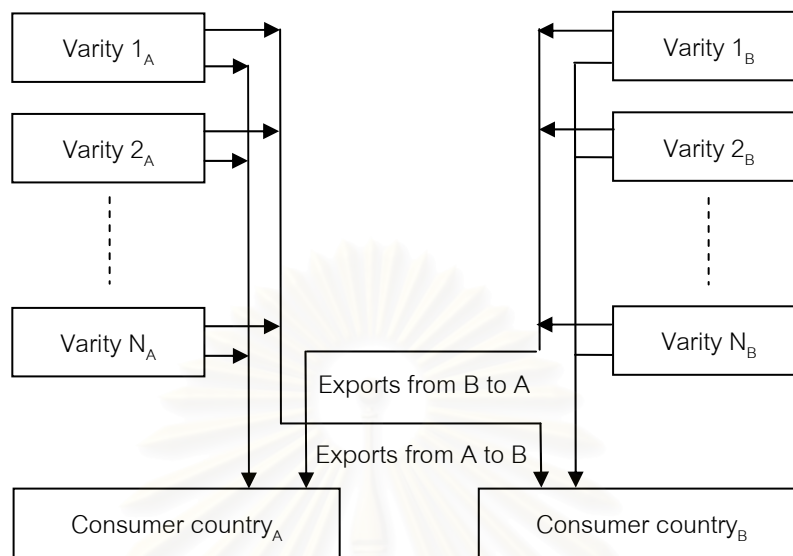 Varity 1A
Varity 1B
Varity 2A
Varity 2B
Varity NA
Varity NB
Exports from B to A
Exports from A to B
Consumer countryA
Consumer countryB